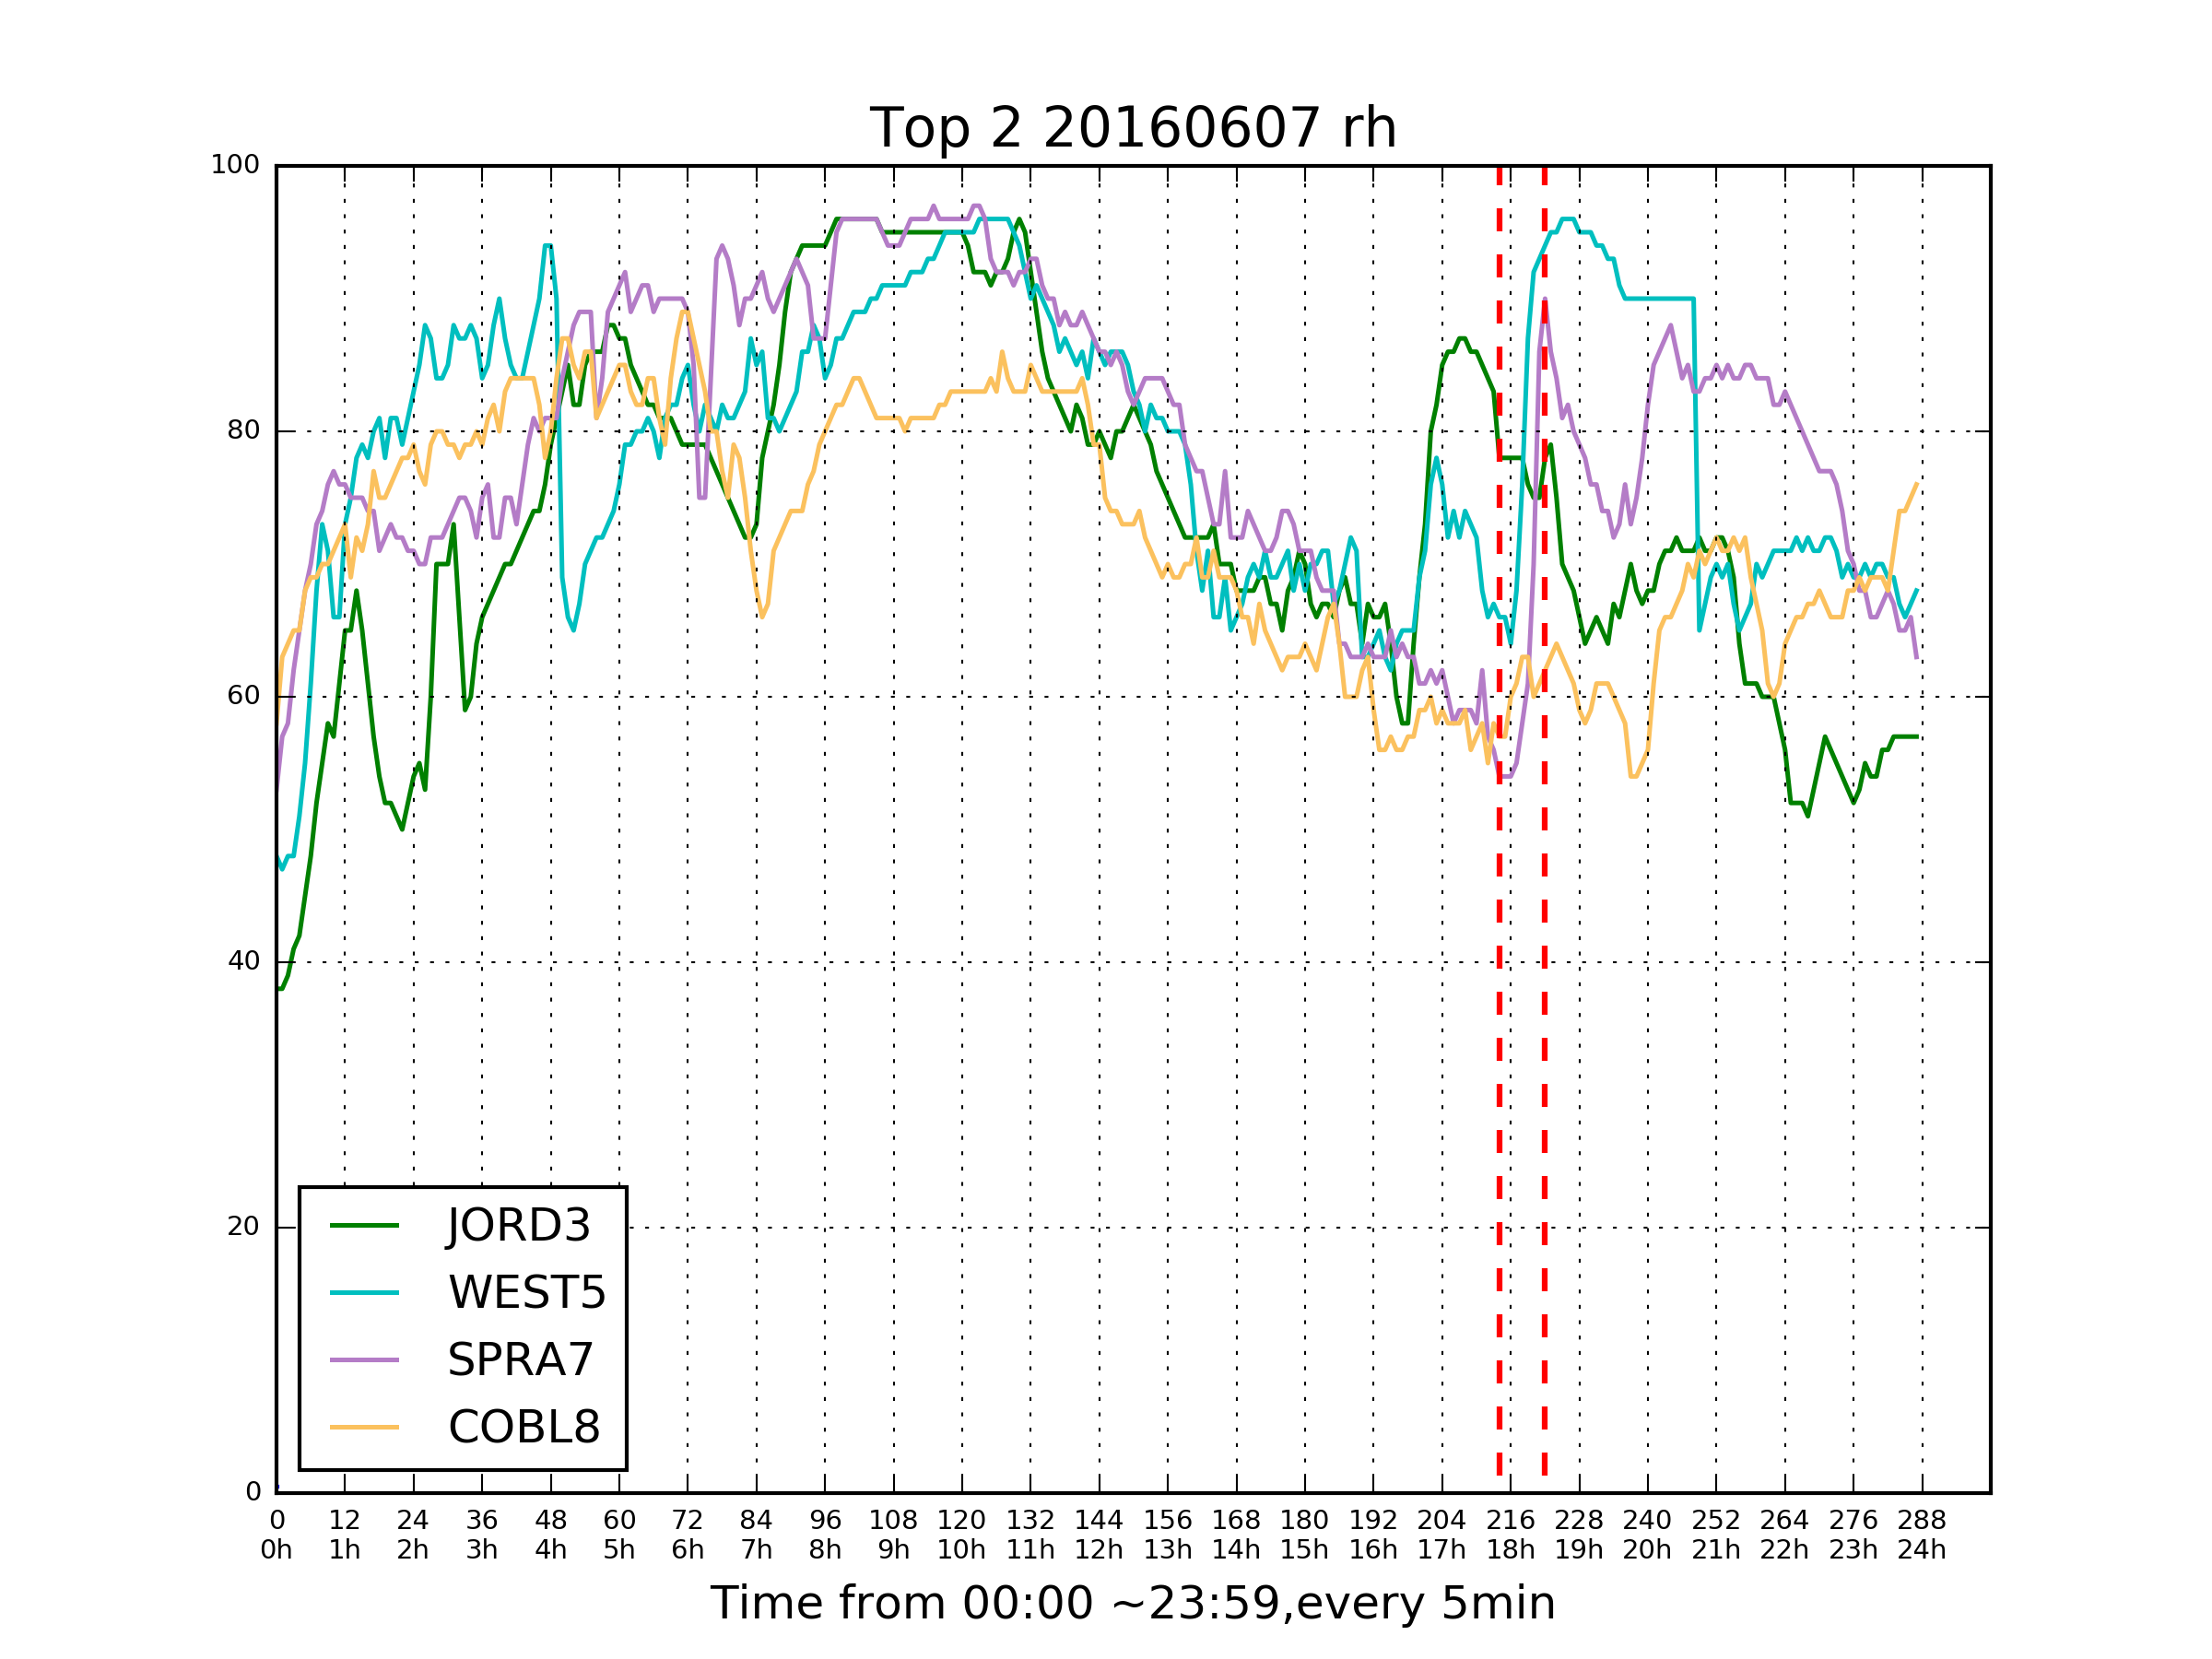 Top 2 20160607 rh
100
80
60
40
20
0
JORD3
WEST5
SPRA7
COBL8
0 12 24 36 48 60 72 84 96 108 120 132 144 156 168 180 192 204 216 228 240 252 264 276 288
0h 1h 2h 3h 4h 5h 6h 7h 8h 9h 10h 11h 12h 13h 14h 15h 16h 17h 18h 19h 20h 21h 22h 23h 24h
Time from 00:00 ~23:59,every 5min